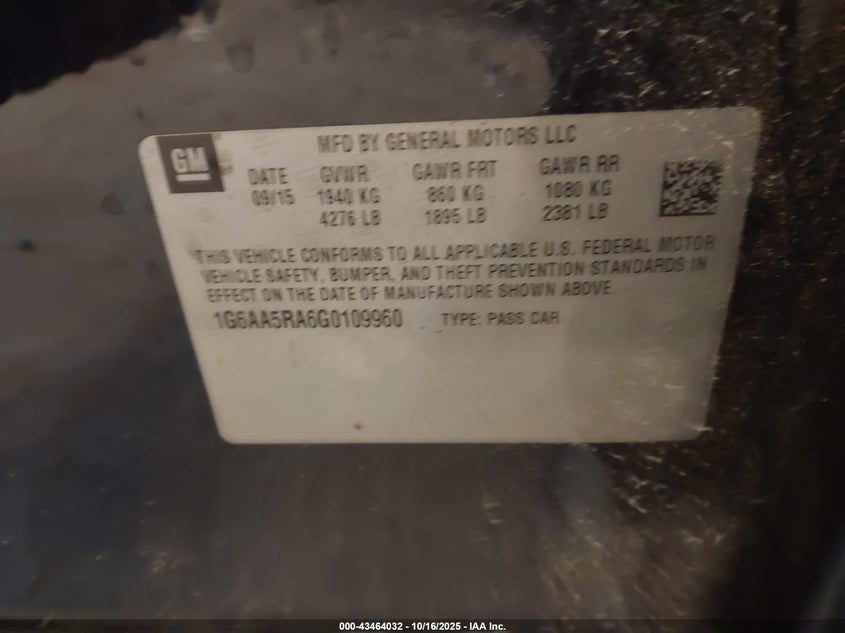 GM
MFD BY GENERAL MOTORS LLC
DATE GVWR GAWR FRT GAWR RR
09/15 1940 KG 860 KG 1080 KG
4276 LB 1895 LB 2381 LB
THIS VEHICLE CONFORMS TO ALL APPLICABLE U.S. FEDERAL MOTOR
VEHICLE SAFETY, BUMPER, AND THEFT PREVENTION STANDARDS IN
EFFECT ON THE DATE OF MANUFACTURE SHOWN ABOVE.
1G6AA5RA6G0109960 TYPE: PASS CAR
000-43464032 - 10/16/2025 - IAA Inc.